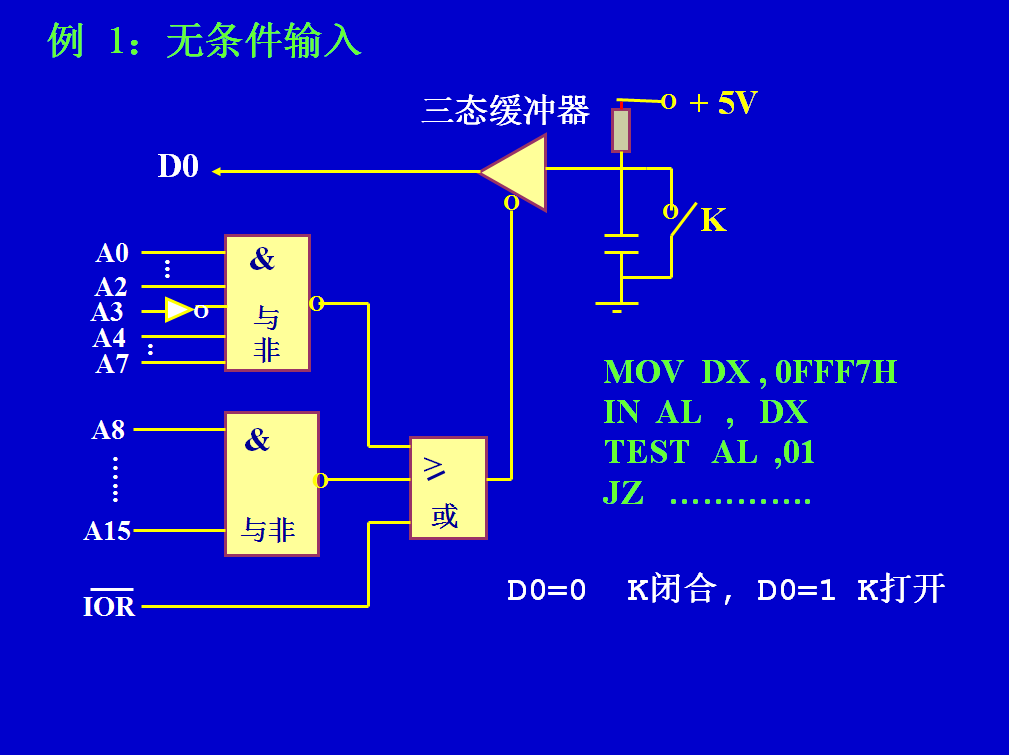 例 1：无条件输入
三态缓冲器
+ 5V
D0
K
A0
A2
A3
A4
A7
&
与
非
A8
A15
&
与非
≥
或
IOR
MOV DX , 0FFF7H
IN AL , DX
TEST AL ,01
JZ ………….
D0=0 K闭合, D0=1 K打开